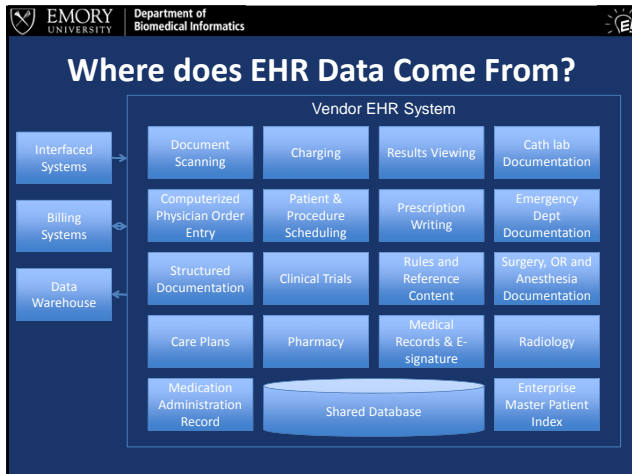 EMORY
UNIVERSITY
Department of
Biomedical Informatics
Where does EHR Data Come From?
Vendor EHR System
Interfaced
Systems
Billing
Systems
Data
Warehouse
Document
Scanning
Charging
Results Viewing
Cath lab
Documentation
Computerized
Physician Order
Entry
Patient &
Procedure
Scheduling
Prescription
Writing
Emergency
Dept
Documentation
Structured
Documentation
Clinical Trials
Rules and
Reference
Content
Surgery, OR and
Anesthesia
Documentation
Care Plans
Pharmacy
Medical
Records & E-
signature
Radiology
Medication
Administration
Record
Shared Database
Enterprise
Master Patient
Index